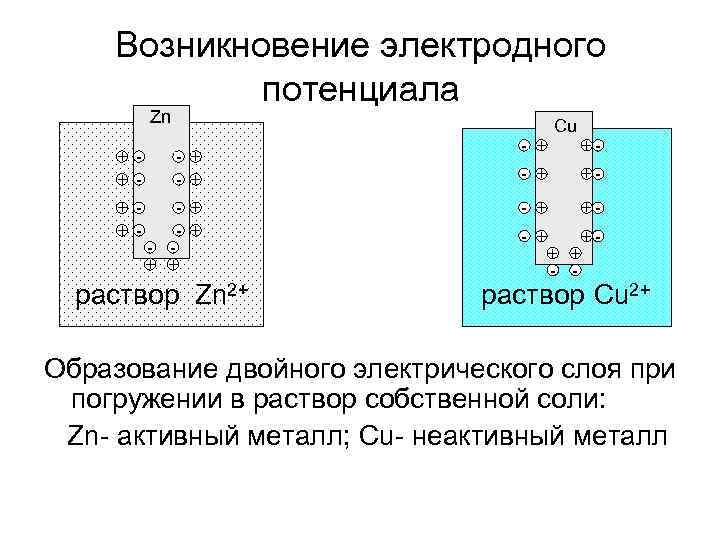 Возникновение электродного
потенциала
Zn
Cu
раствор Zn2+
раствор Cu2+
Образование двойного электрического слоя при
погружении в раствор собственной соли:
Zn- активный металл; Cu- неактивный металл